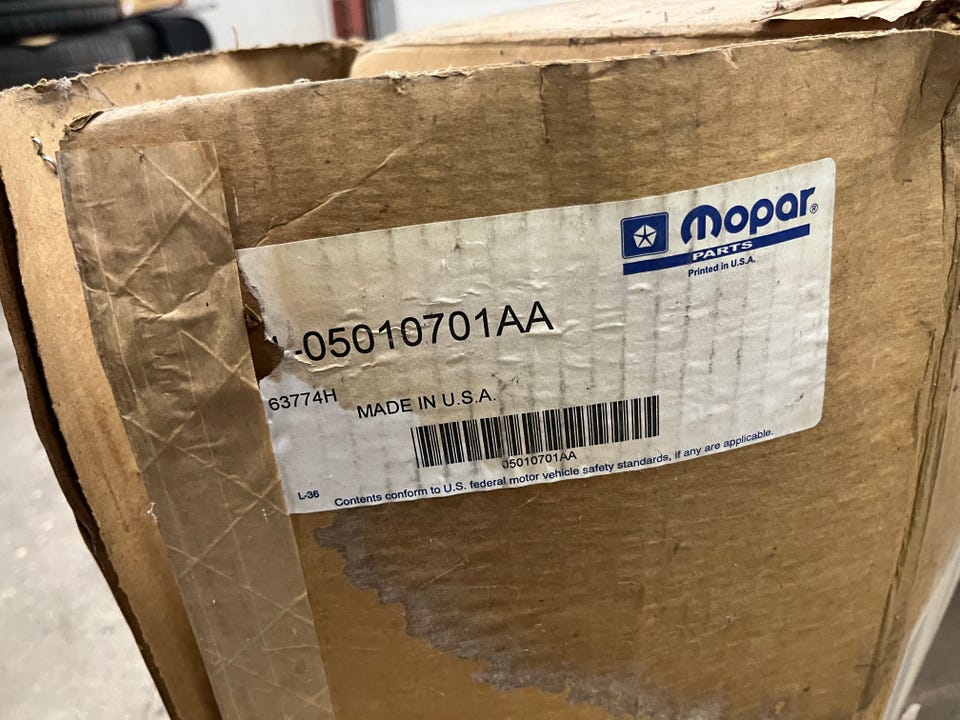 Mopar®
PARTS
Printed in U.S.A.
-05010701AA
63774H
MADE IN U.S.A.
05010701AA
L-36
Contents conform to U.S. federal motor vehicle safety standards, if any are applicable.